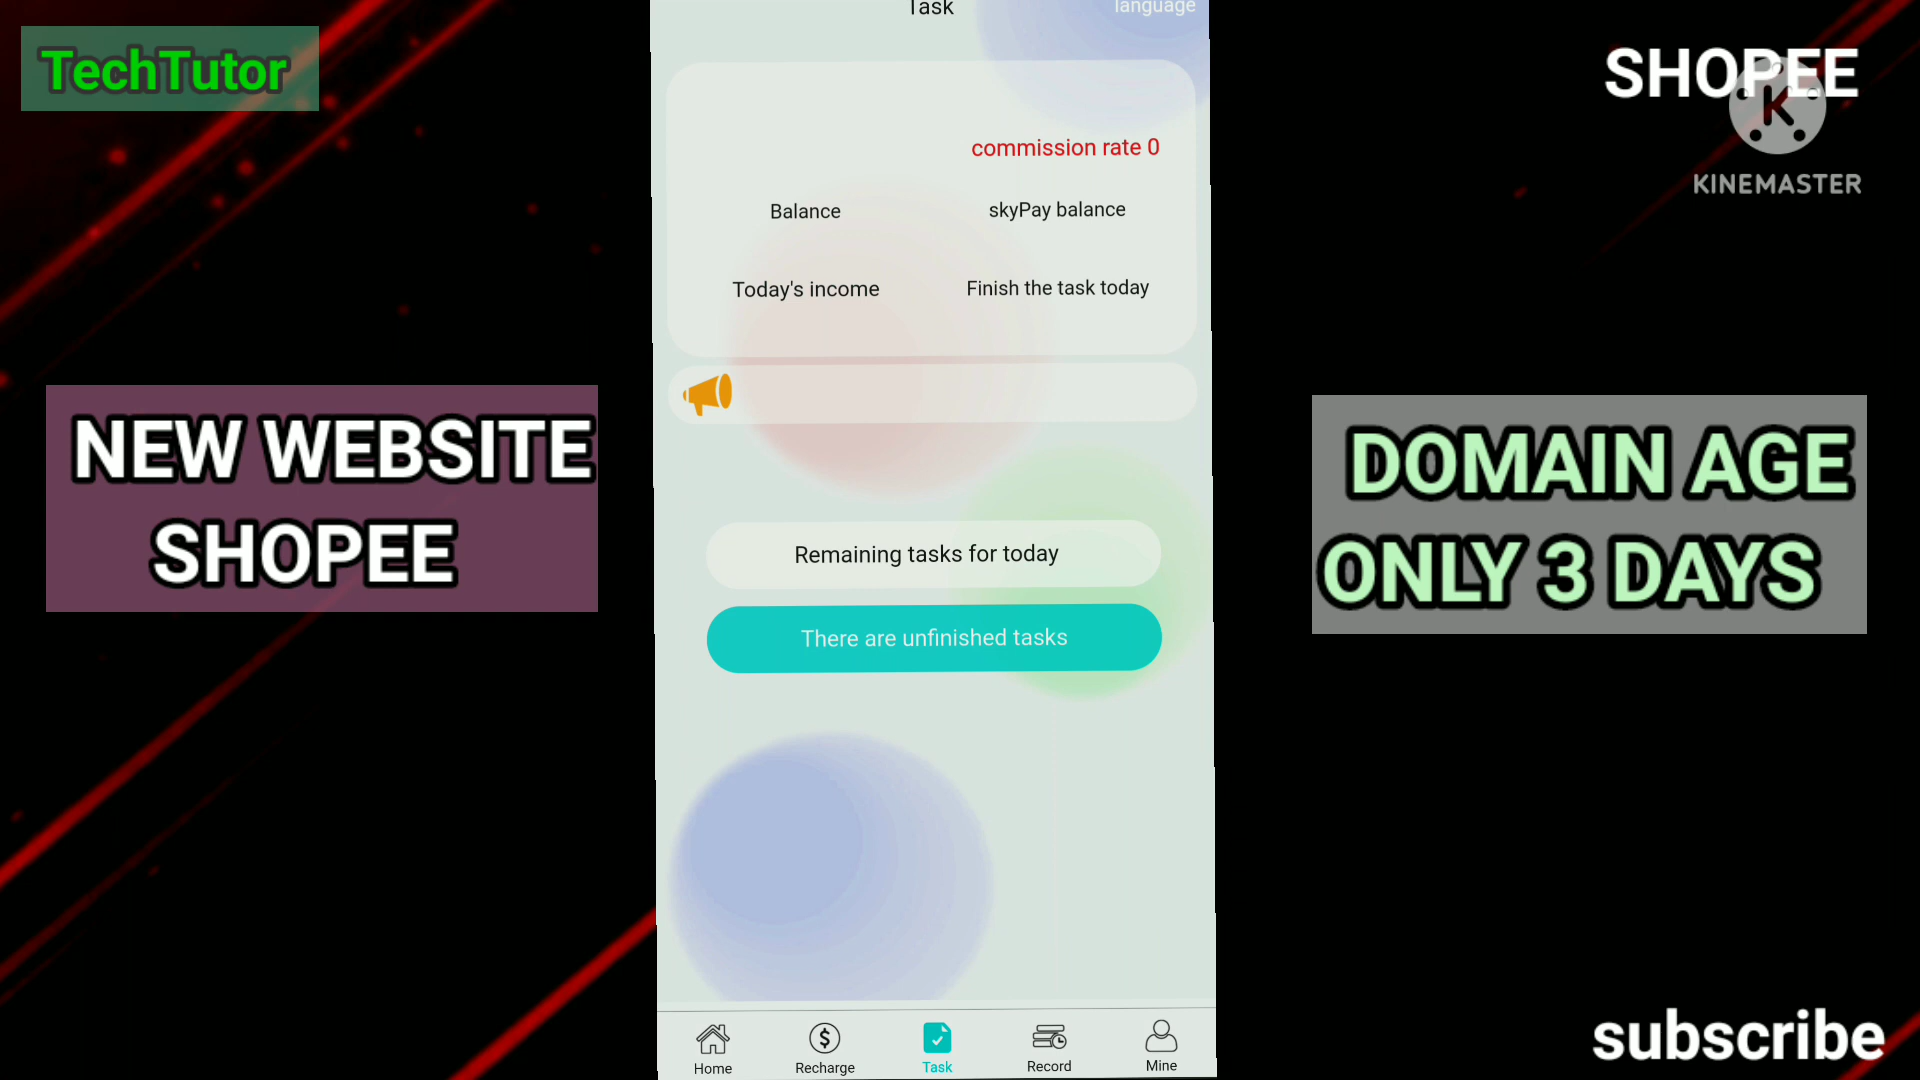 TechTutor
Task
language
SHOPEE
KINEMASTER
commission rate 0
Balance
skyPay balance
Today's income
Finish the task today
NEW WEBSITE
SHOPEE
DOMAIN AGE
ONLY 3 DAYS
Remaining tasks for today
There are unfinished tasks
Home
Recharge
Task
Record
Mine
subscribe